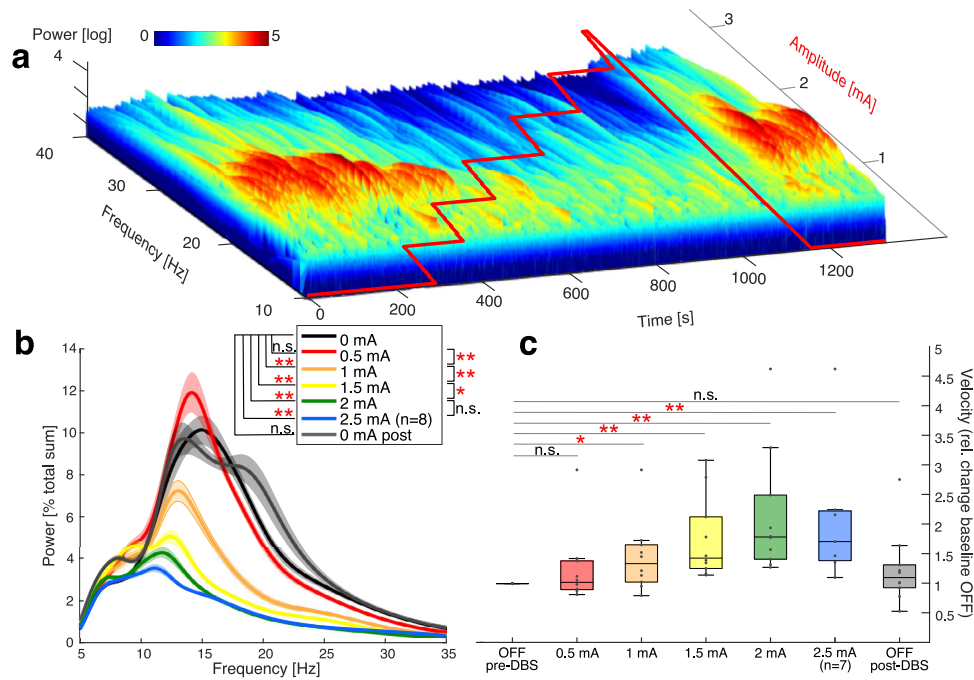 Power [log] 0 5
a
4
40
30
20
10
Frequency [Hz]
0
200
400
600
800
1000
1200
Time [s]
3
2
1
Amplitude [mA]
b
Power [% total sum]
14
12
10
8
6
4
2
0
5 10 15 20 25 30 35
Frequency [Hz]
n.s.
**
**
**
**
n.s.
0 mA
0.5 mA
1 mA
1.5 mA
2 mA
2.5 mA (n=8)
0 mA post
**
**
*
n.s.
c
n.s.
**
**
**
*
n.s.
5
4.5
4
3.5
3
2.5
2
1.5
1
0.5
Velocity (rel. change baseline OFF)
OFF 0.5 mA 1 mA 1.5 mA 2 mA 2.5 mA OFF
pre-DBS (n=7) post-DBS